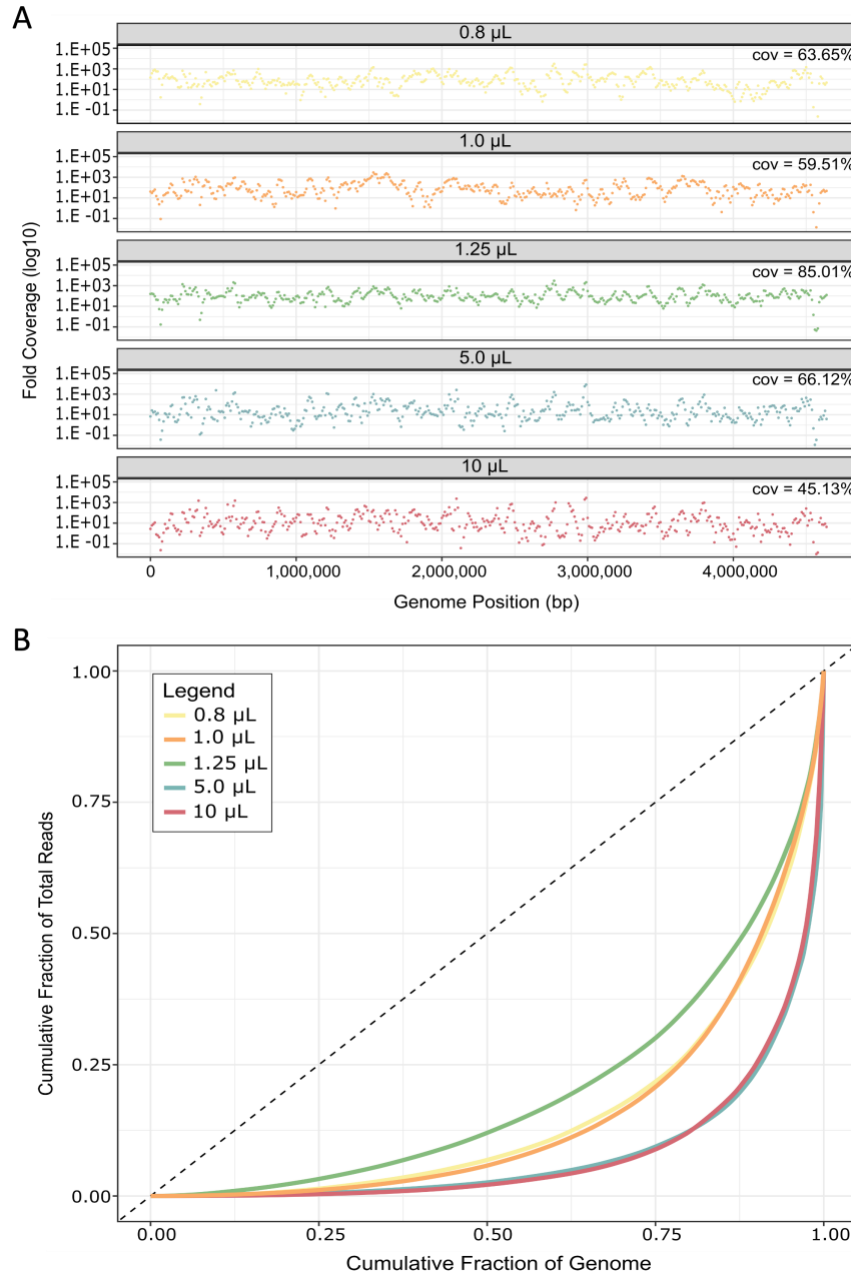 A
0.8 µL
cov = 63.65%
1.E+05
1.E+03
1.E+01
1.E -01
1.0 µL
cov = 59.51%
1.E+05
1.E+03
1.E+01
1.E -01
1.25 µL
cov = 85.01%
1.E+05
1.E+03
1.E+01
1.E -01
5.0 µL
cov = 66.12%
1.E+05
1.E+03
1.E+01
1.E -01
10 µL
cov = 45.13%
1.E+05
1.E+03
1.E+01
1.E -01
Fold Coverage (log10)
0 1,000,000 2,000,000 3,000,000 4,000,000
Genome Position (bp)
B
1.00
0.75
0.50
0.25
0.00
Cumulative Fraction of Total Reads
Legend
0.8 µL
1.0 µL
1.25 µL
5.0 µL
10 µL
0.00 0.25 0.50 0.75 1.00
Cumulative Fraction of Genome